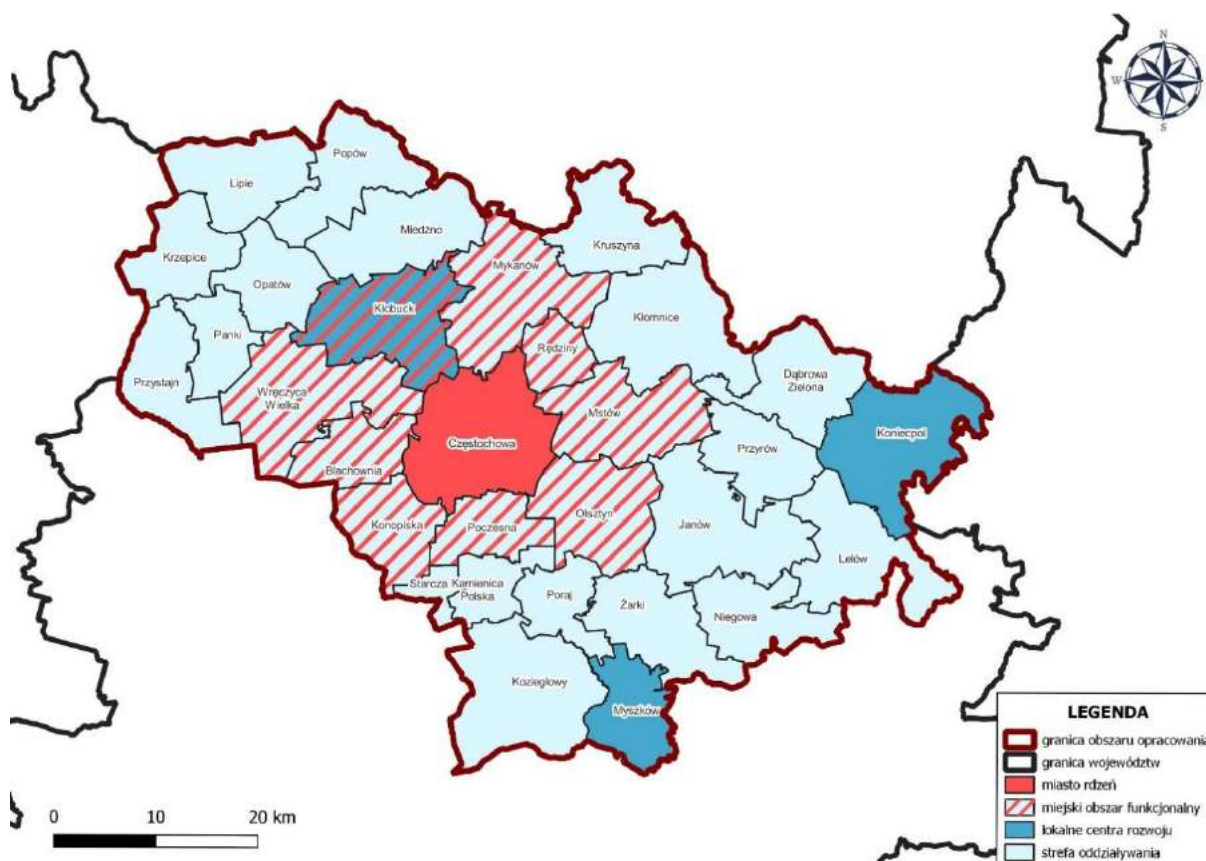 N
W
S
Popów
Lipie
Miedźno
Kruszyna
Krzepice
Mykanów
Opatów
Kłobuck
Kłomnice
Panki
Rędziny
Dąbrowa
Zielona
Przystajń
Wręczyca
Wielka
Mstów
Koniecpol
Częstochowa
Przyrów
Blachownia
Konopiska
Poczesna
Olsztyn
Janów
Lelów
Starcza
Kamienica
Polska
Poraj
Żarki
Niegowa
Koziegłowy
Myszków
LEGENDA
granica obszaru opracowania
granica województw
miasto rdzeń
miejski obszar funkcjonalny
lokalne centra rozwoju
strefa oddziaływania
0 10 20 km